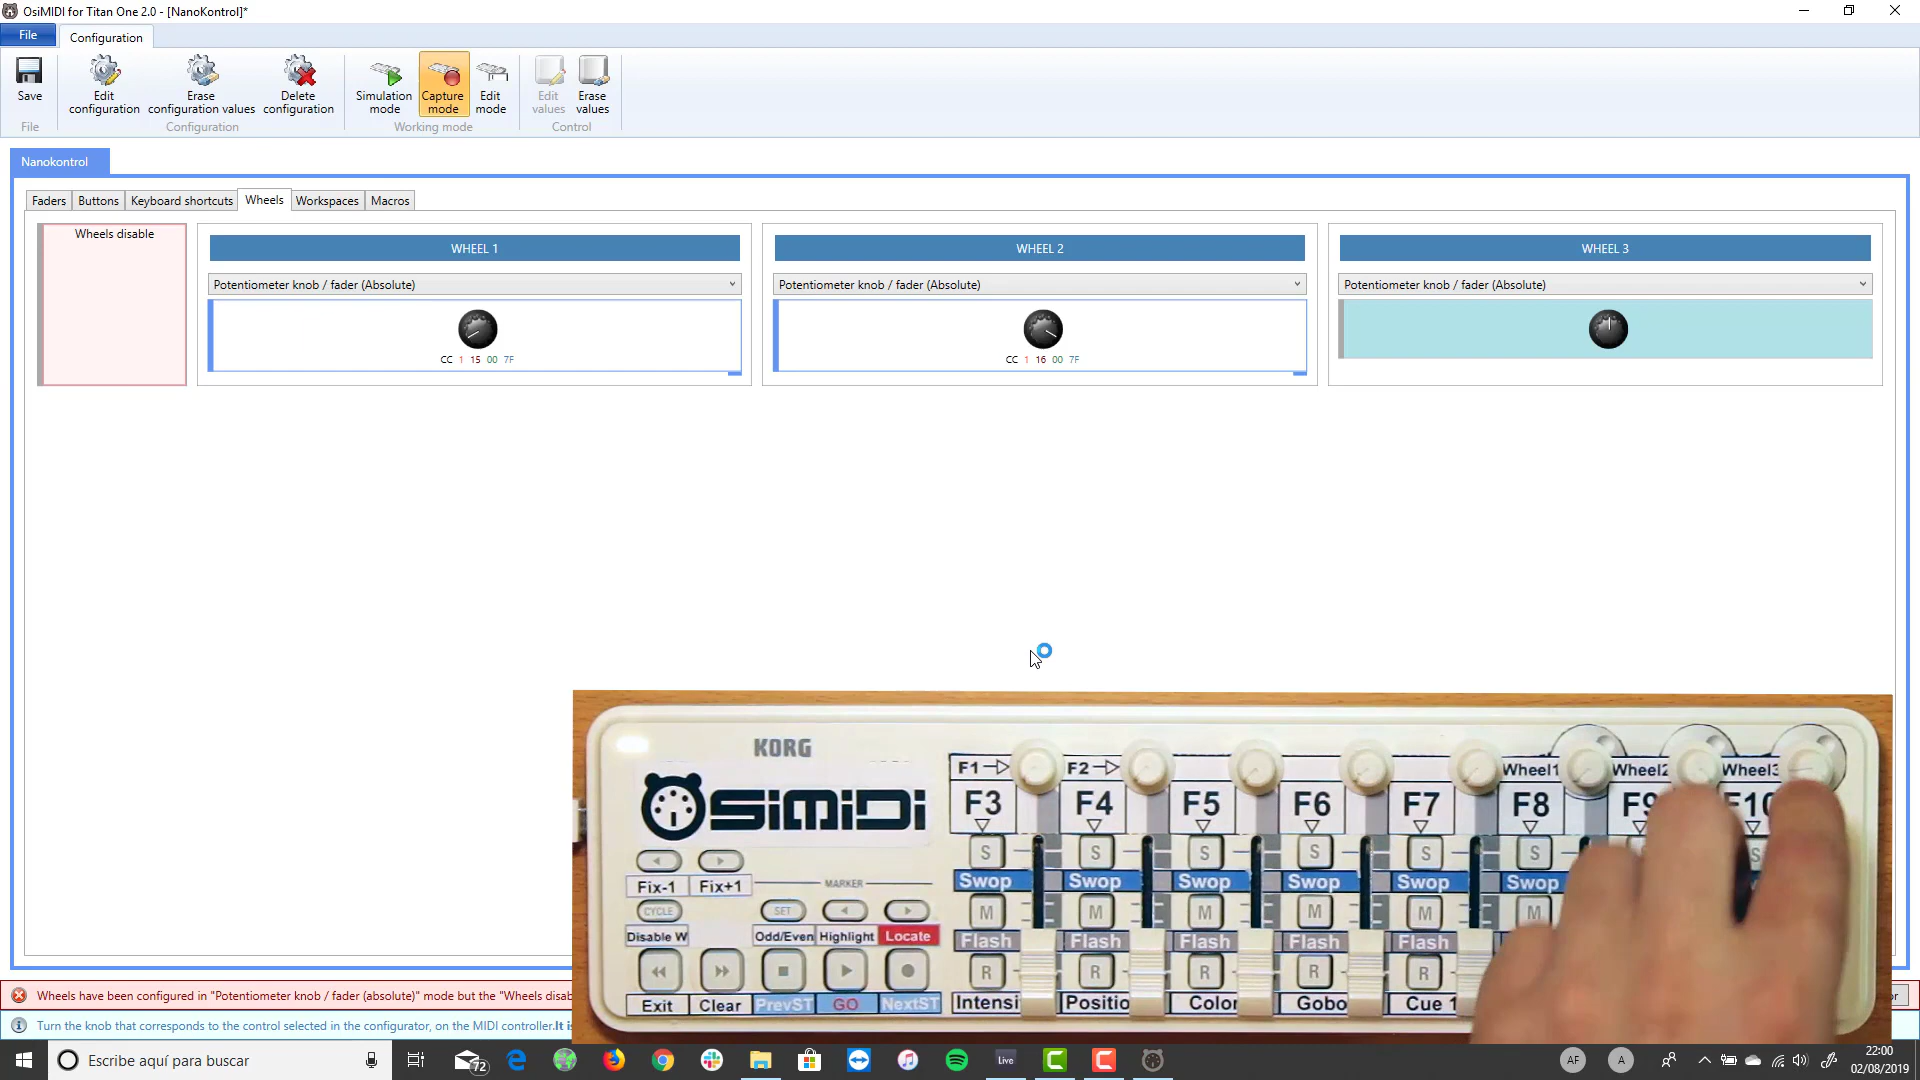 OsiMIDI for Titan One 2.0 - [NanoKontrol]*
File
Configuration
Save
Edit configuration
Erase configuration values
Delete configuration
Simulation mode
Capture mode
Edit mode
Edit values
Erase values
File
Configuration
Working mode
Control
Nanokontrol
Faders
Buttons
Keyboard shortcuts
Wheels
Workspaces
Macros
Wheels disable
WHEEL 1
WHEEL 2
WHEEL 3
Potentiometer knob / fader (Absolute)
Potentiometer knob / fader (Absolute)
Potentiometer knob / fader (Absolute)
CC 1 15 00 7F
CC 1 16 00 7F
KORG
OSIMIDI
F1
F2
Wheel1
Wheel2
Wheel3
F3
F4
F5
F6
F7
F8
F9
F10
S S S S S S S
Fix-1
Fix+1
MARKER
Swop Swop Swop Swop Swop Swop
CYCLE
SET
M M M M M M
Disable W
Odd/Even
Highlight
Locate
Flash Flash Flash Flash Flash
R R R R R
Exit
Clear
PrevST
GO
NextST
Intensi
Positio
Color
Gobo
Cue 1
Wheels have been configured in "Potentiometer knob / fader (absolute)" mode but the "Wheels disab
or
Turn the knob that corresponds to the control selected in the configurator, on the MIDI controller.It is
Escribe aquí para buscar
72
Live
AF
A
22:00
02/08/2019